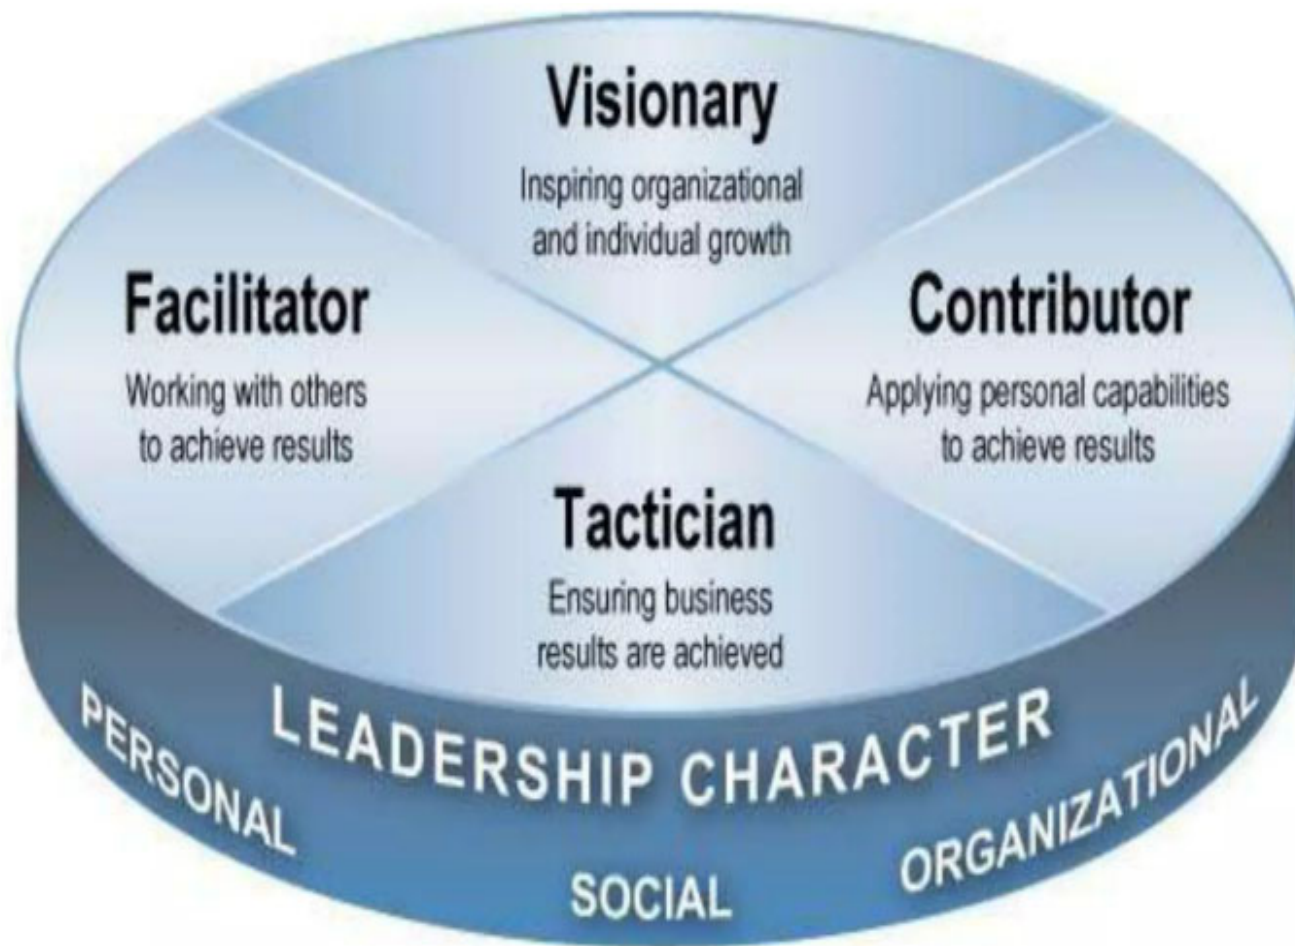 Visionary
Inspiring organizational
and individual growth
Facilitator
Working with others
to achieve results
Contributor
Applying personal capabilities
to achieve results
Tactician
Ensuring business
results are achieved
LEADERSHIP CHARACTER
PERSONAL
SOCIAL
ORGANIZATIONAL